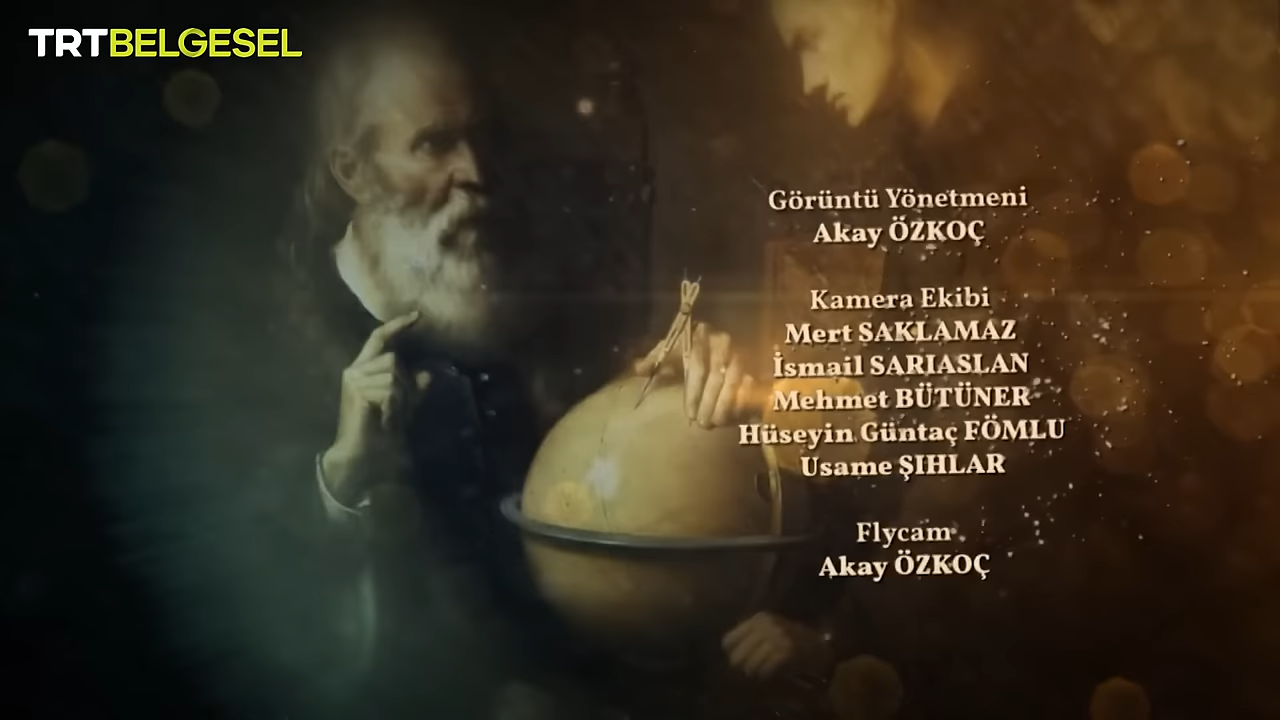 TRTBELGESEL
Görüntü Yönetmeni
Akay ÖZKOÇ
Kamera Ekibi
Mert SAKLAMAZ
İsmail SARIASLAN
Mehmet BÜTÜNER
Hüseyin Güntaç FÖMLU
Usame ŞIHLAR
Flycam
Akay ÖZKOÇ